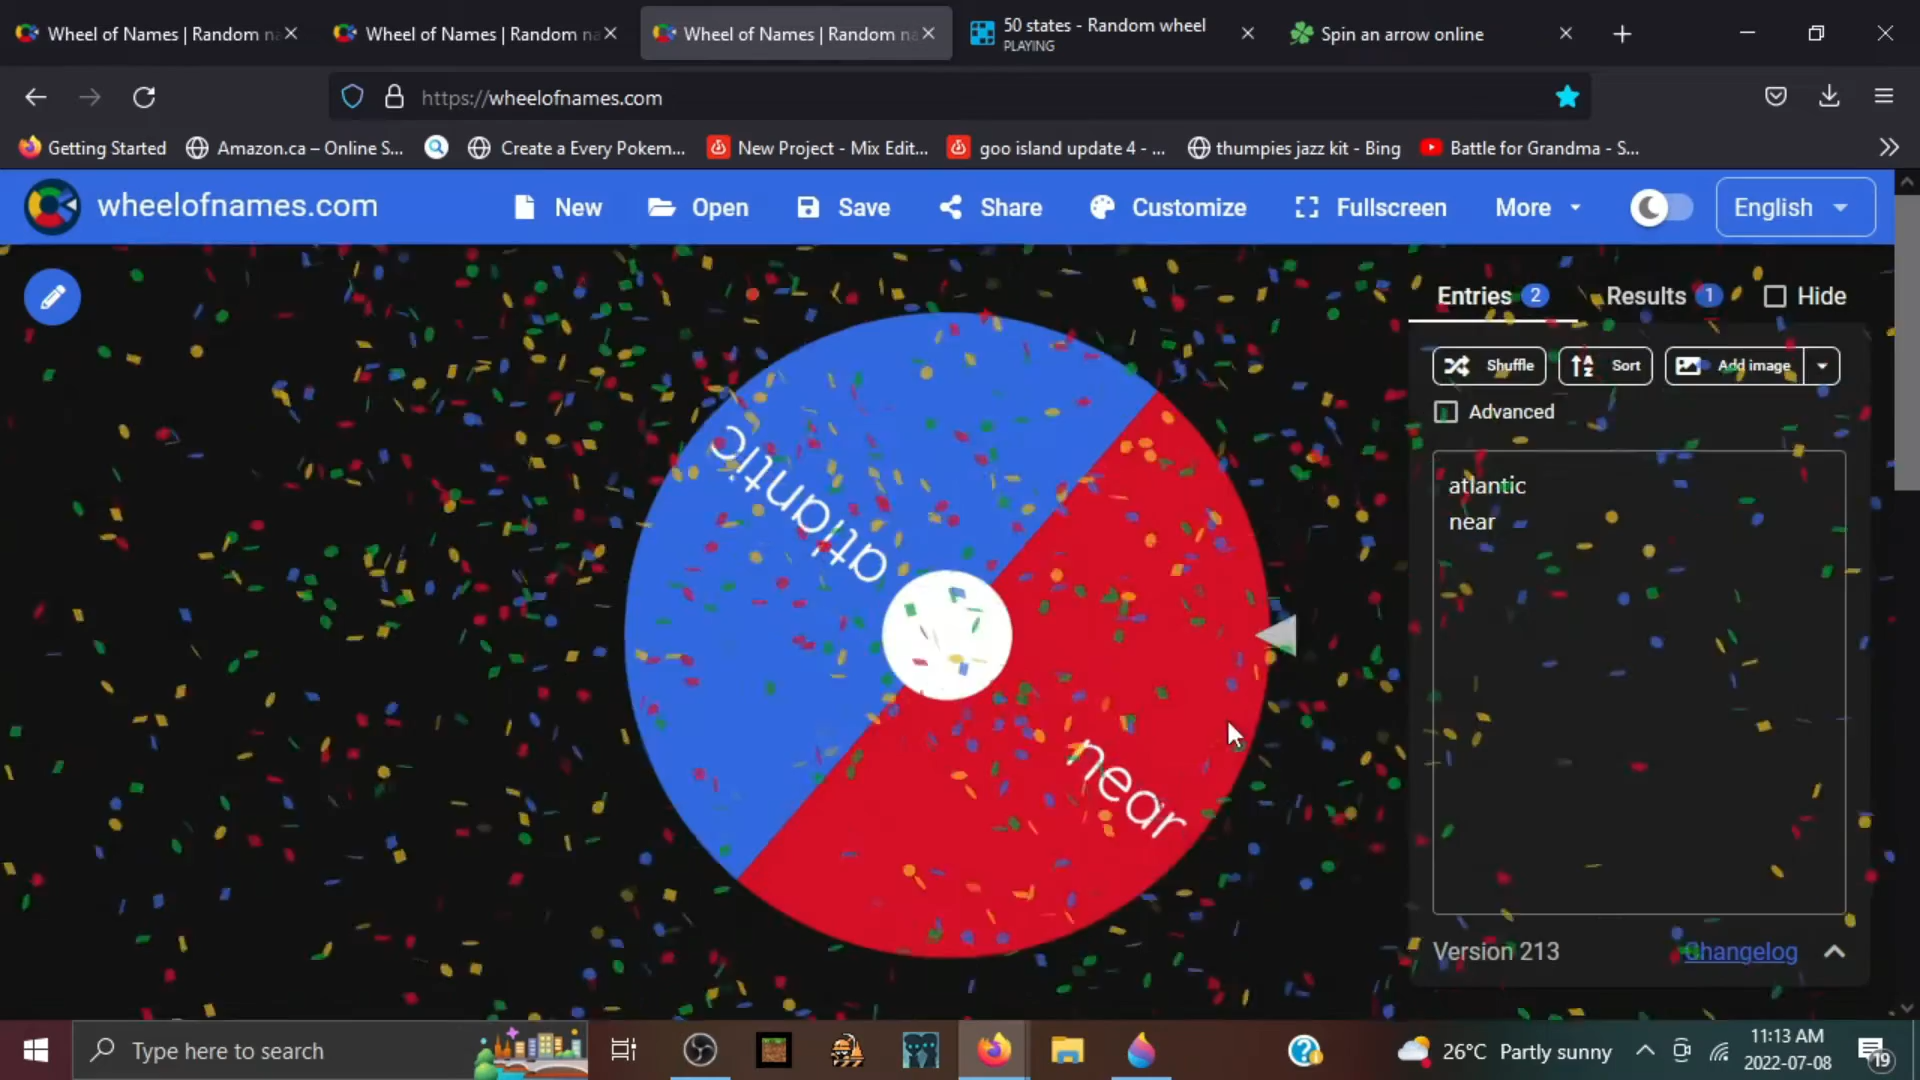 Wheel of Names | Random na
Wheel of Names | Random na
Wheel of Names | Random na
50 states - Random wheel
PLAYING
Spin an arrow online
https://wheelofnames.com
Getting Started
Amazon.ca – Online S...
Create a Every Pokem...
New Project - Mix Edit...
goo island update 4 - ...
thumpies jazz kit - Bing
Battle for Grandma - S...
wheelofnames.com
New
Open
Save
Share
Customize
Fullscreen
More
English
Entries 2
Results 1
Hide
Shuffle
Sort
Add image
Advanced
atlantic
near
atlantic
near
Version 213
Changelog
Type here to search
26°C Partly sunny
11:13 AM
2022-07-08
19